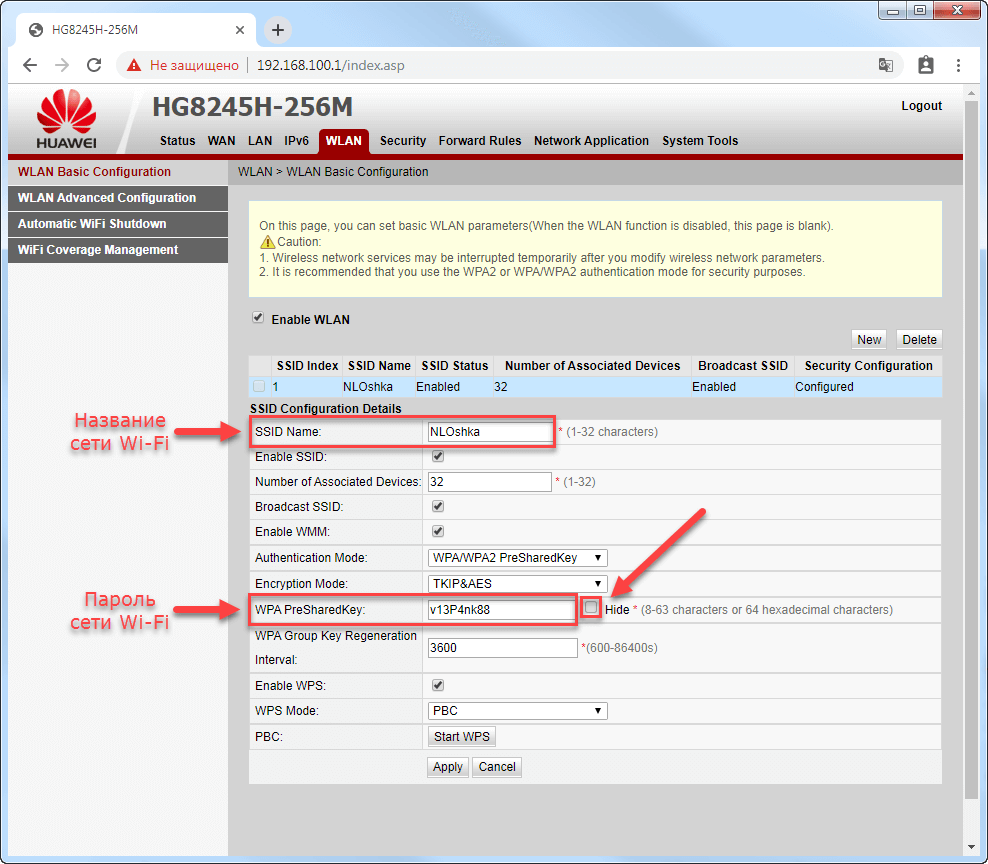 HG8245H-256M
Не защищено 192.168.100.1/index.asp
HUAWEI
HG8245H-256M
Logout
Status WAN LAN IPv6 WLAN Security Forward Rules Network Application System Tools
WLAN Basic Configuration
WLAN Advanced Configuration
Automatic WiFi Shutdown
WiFi Coverage Management
WLAN > WLAN Basic Configuration
On this page, you can set basic WLAN parameters(When the WLAN function is disabled, this page is blank).
Caution:
1. Wireless network services may be interrupted temporarily after you modify wireless network parameters.
2. It is recommended that you use the WPA2 or WPA/WPA2 authentication mode for security purposes.
Enable WLAN
New Delete
SSID Index SSID Name SSID Status Number of Associated Devices Broadcast SSID Security Configuration
1 NLOshka Enabled 32 Enabled Configured
SSID Configuration Details
Название
сети Wi-Fi
SSID Name: NLOshka * (1-32 characters)
Enable SSID:
Number of Associated Devices: 32 * (1-32)
Broadcast SSID:
Enable WMM:
Authentication Mode: WPA/WPA2 PreSharedKey
Encryption Mode: TKIP&AES
Пароль
сети Wi-Fi
WPA PreSharedKey: v13P4nk88 Hide * (8-63 characters or 64 hexadecimal characters)
WPA Group Key Regeneration
Interval:
3600 *(600-86400s)
Enable WPS:
WPS Mode: PBC
PBC: Start WPS
Apply Cancel